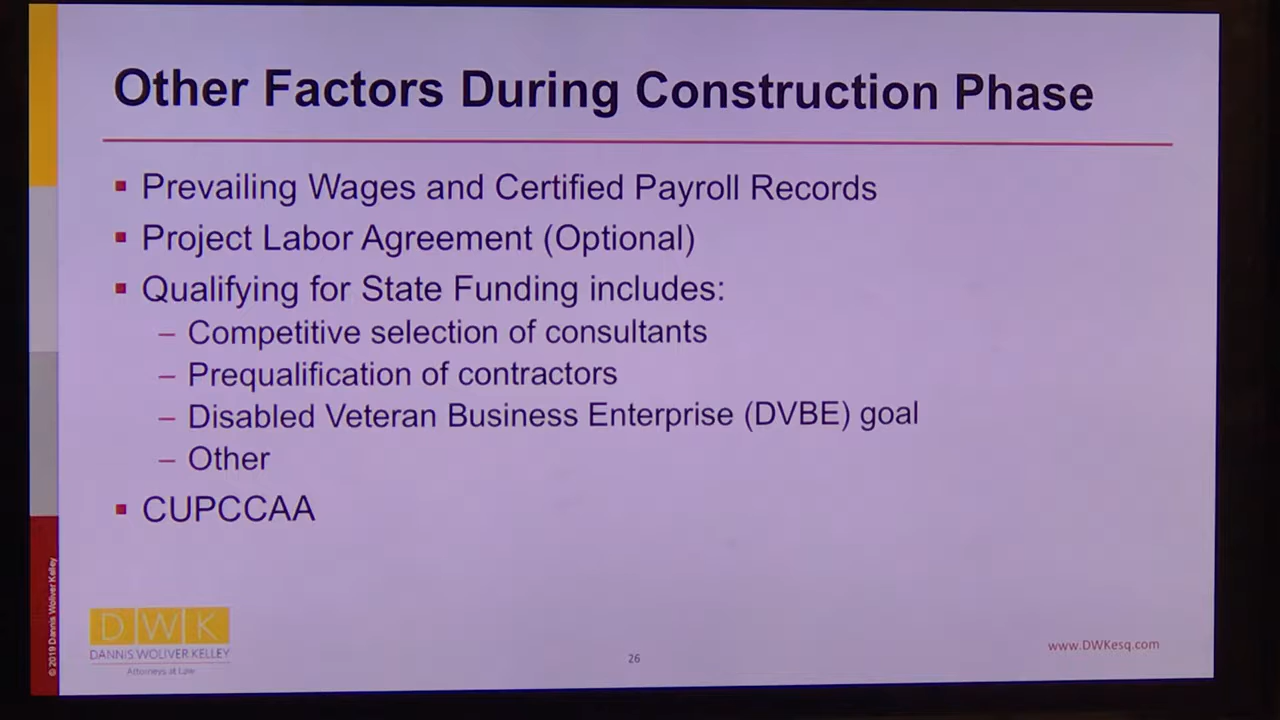 Other Factors During Construction Phase
▪ Prevailing Wages and Certified Payroll Records
▪ Project Labor Agreement (Optional)
▪ Qualifying for State Funding includes:
– Competitive selection of consultants
– Prequalification of contractors
– Disabled Veteran Business Enterprise (DVBE) goal
– Other
▪ CUPCCAA
© 2019 Dannis Woliver Kelley
DWK
DANNIS WOLIVER KELLEY
Attorneys at Law
26
www.DWKesq.com